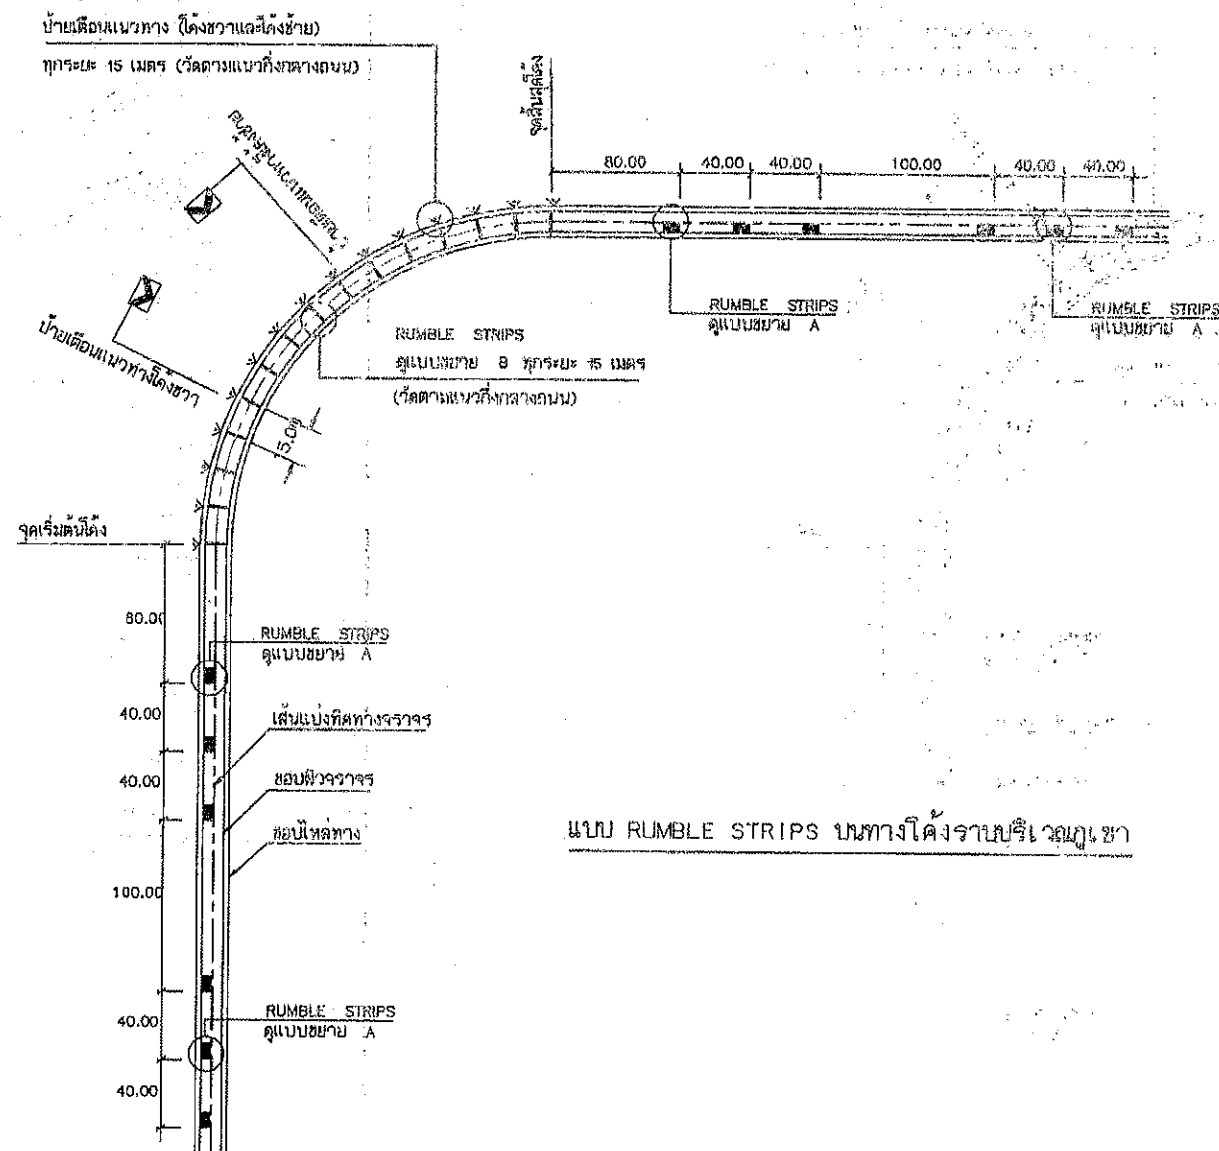 ป้ายเตือนแนวทาง (โค้งขวาและโค้งซ้าย)
ทุกระยะ 15 เมตร (วัดตามแนวกึ่งกลางถนน)
จุดสิ้นสุดโค้ง
80.00
40.00
40.00
100.00
40.00
40.00
RUMBLE STRIPS
ดูแบบขยาย A
RUMBLE STRIPS
ดูแบบขยาย A
RUMBLE STRIPS
ดูแบบขยาย B ทุกระยะ 15 เมตร
(วัดตามแนวกึ่งกลางถนน)
ป้ายเตือนแนวทางโค้งขวา
15.00
จุดเริ่มต้นโค้ง
80.00
RUMBLE STRIPS
ดูแบบขยาย A
40.00
เส้นแบ่งทิศทางจราจร
40.00
ขอบผิวจราจร
ขอบไหล่ทาง
แบบ RUMBLE STRIPS บนทางโค้งราบบริเวณภูเขา
100.00
RUMBLE STRIPS
ดูแบบขยาย A
40.00
40.00